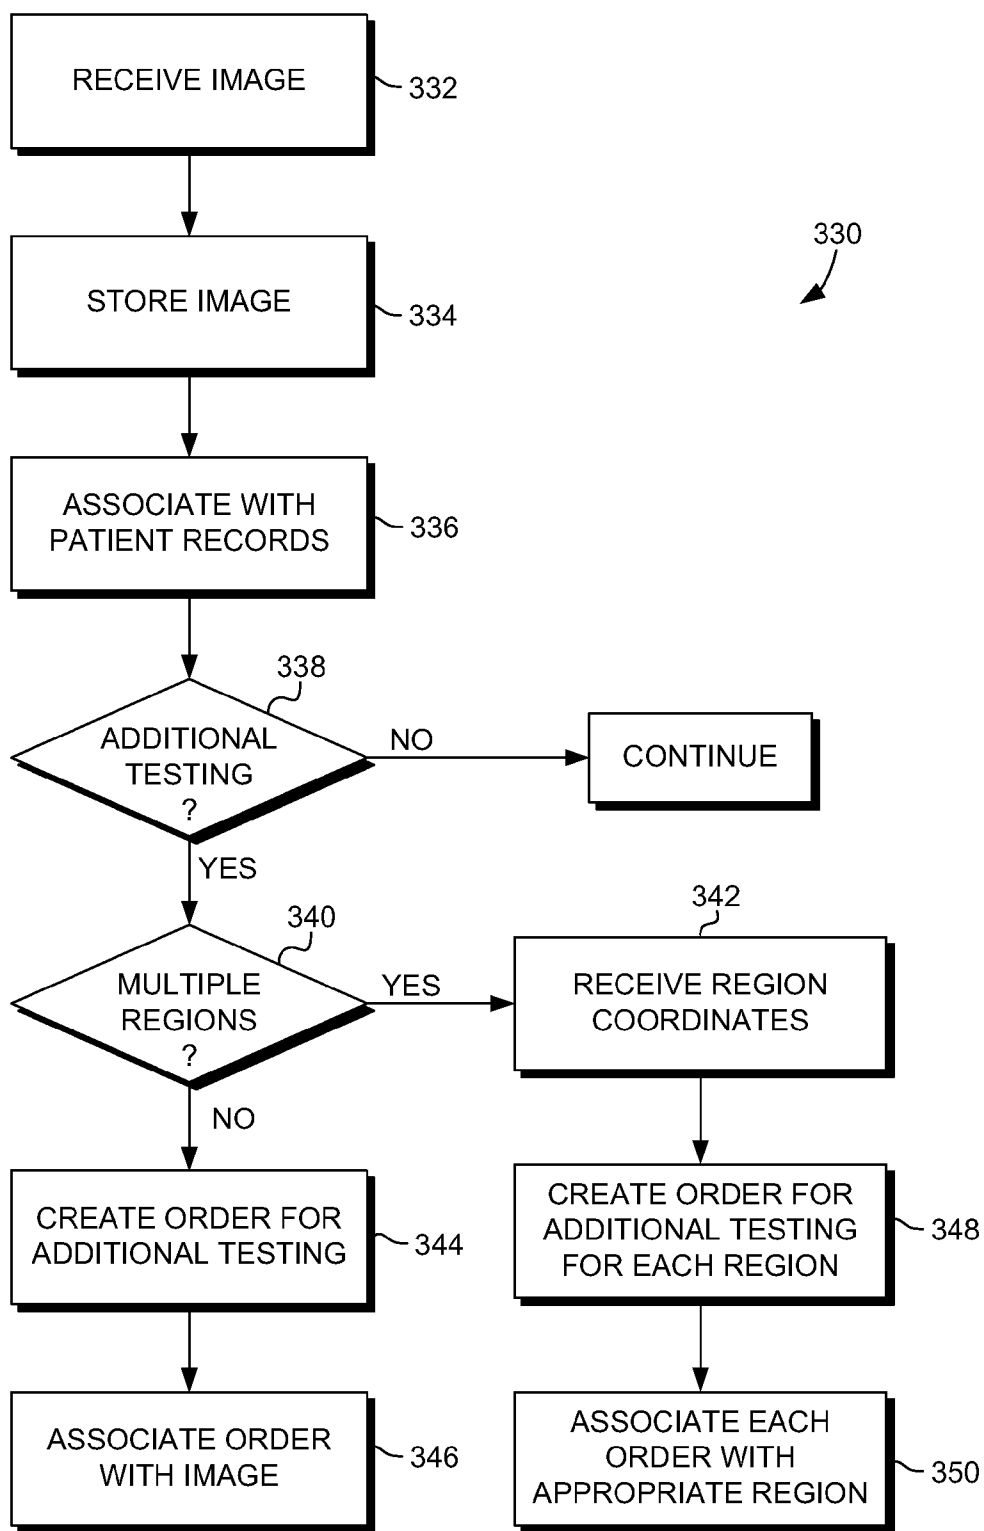 RECEIVE IMAGE
332
330
STORE IMAGE
334
ASSOCIATE WITH
PATIENT RECORDS
336
338
ADDITIONAL
TESTING
?
NO
CONTINUE
YES
340
MULTIPLE
REGIONS
?
YES
342
RECEIVE REGION
COORDINATES
NO
CREATE ORDER FOR
ADDITIONAL TESTING
344
CREATE ORDER FOR
ADDITIONAL TESTING
FOR EACH REGION
348
ASSOCIATE ORDER
WITH IMAGE
346
ASSOCIATE EACH
ORDER WITH
APPROPRIATE REGION
350